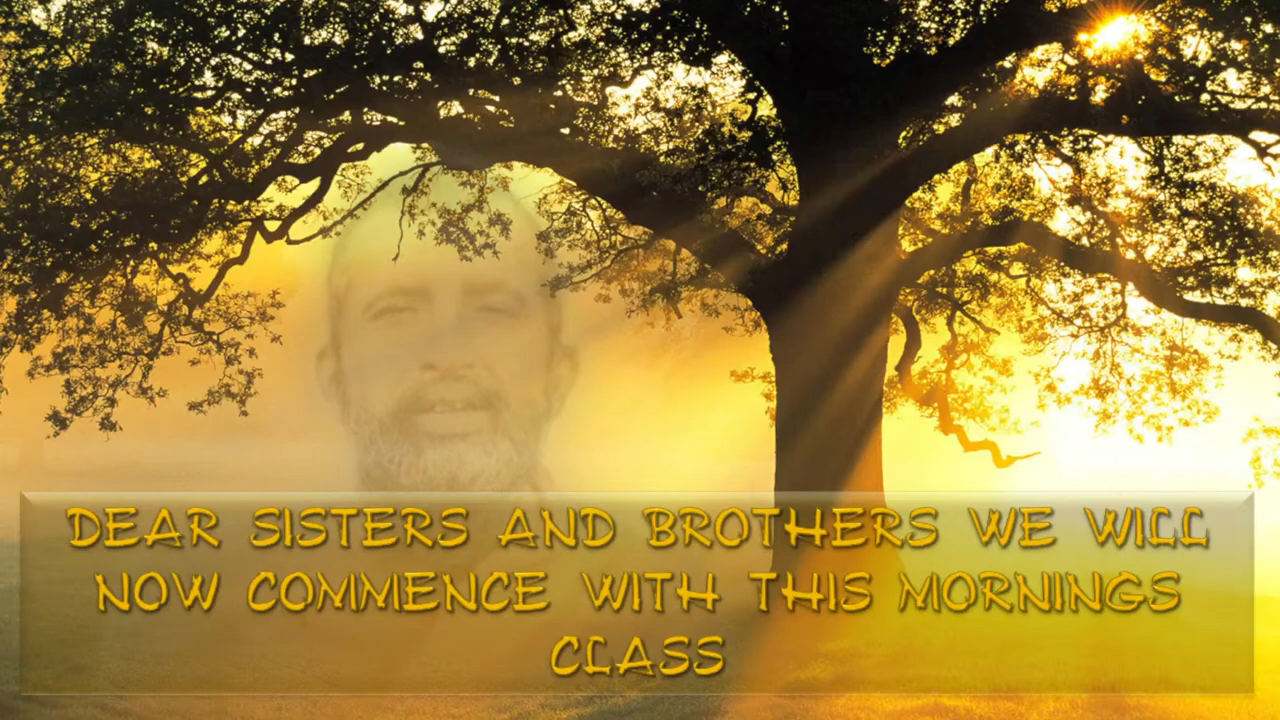 DEAR SISTERS AND BROTHERS WE WILL
NOW COMMENCE WITH THIS MORNINGS
CLASS